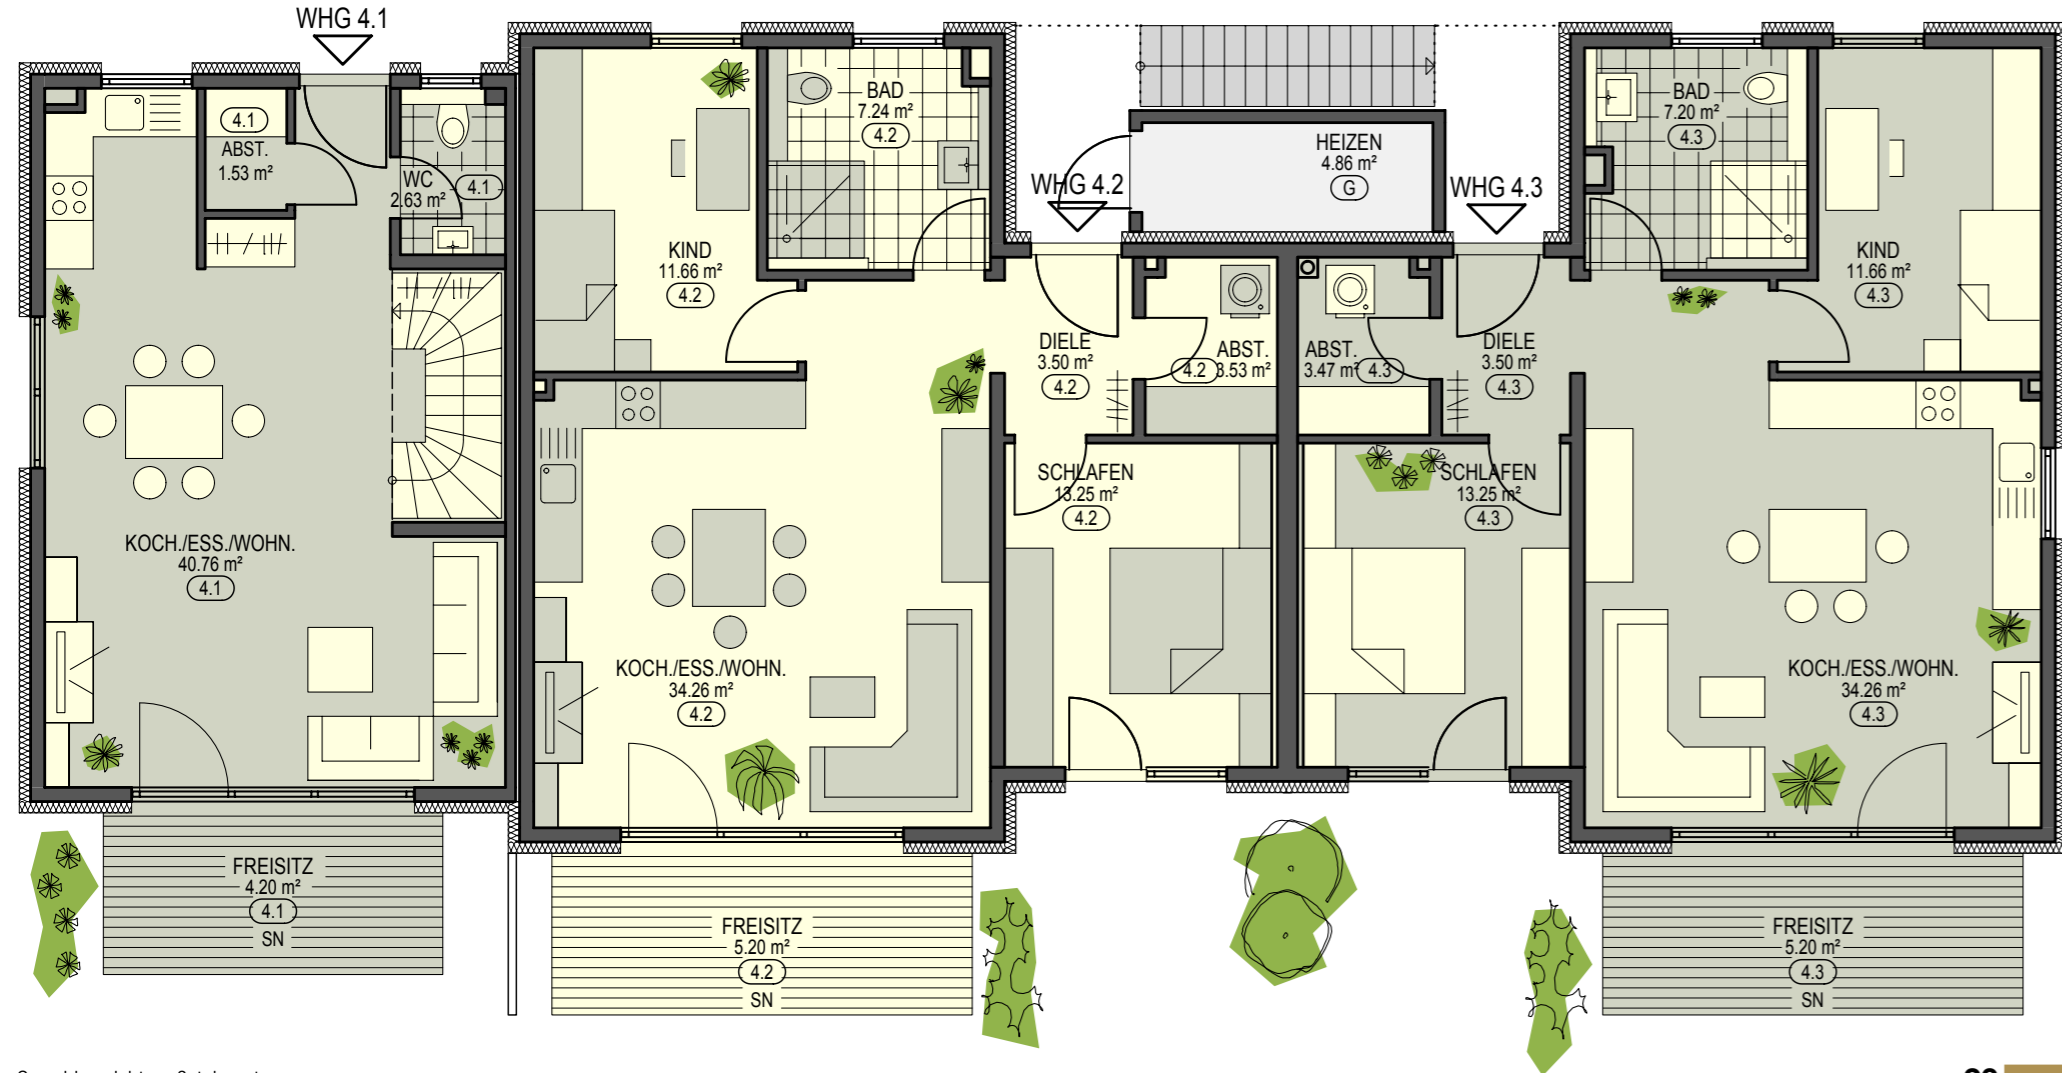 WHG 4.1
4.1
ABST.
1.53 m²
WC
2.63 m²
4.1
KOCH./ESS./WOHN.
40.76 m²
4.1
FREISITZ
4.20 m²
4.1
SN
KIND
11.66 m²
4.2
BAD
7.24 m²
4.2
WHG 4.2
DIELE
3.50 m²
4.2
ABST.
3.53 m²
4.2
SCHLAFEN
13.25 m²
4.2
KOCH./ESS./WOHN.
34.26 m²
4.2
FREISITZ
5.20 m²
4.2
SN
HEIZEN
4.86 m²
G
WHG 4.3
ABST.
3.47 m²
4.3
DIELE
3.50 m²
4.3
SCHLAFEN
13.25 m²
4.3
BAD
7.20 m²
4.3
KIND
11.66 m²
4.3
KOCH./ESS./WOHN.
34.26 m²
4.3
FREISITZ
5.20 m²
4.3
SN